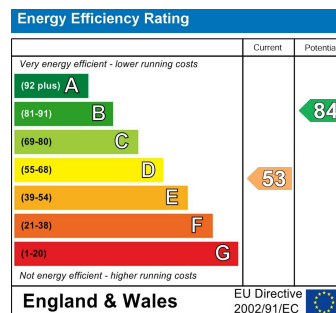 Energy Efficiency Rating
Current Potential
Very energy efficient - lower running costs
(92 plus) A
(81-91) B
84
(69-80) C
(55-68) D
53
(39-54) E
(21-38) F
(1-20) G
Not energy efficient - higher running costs
England & Wales
EU Directive
2002/91/EC